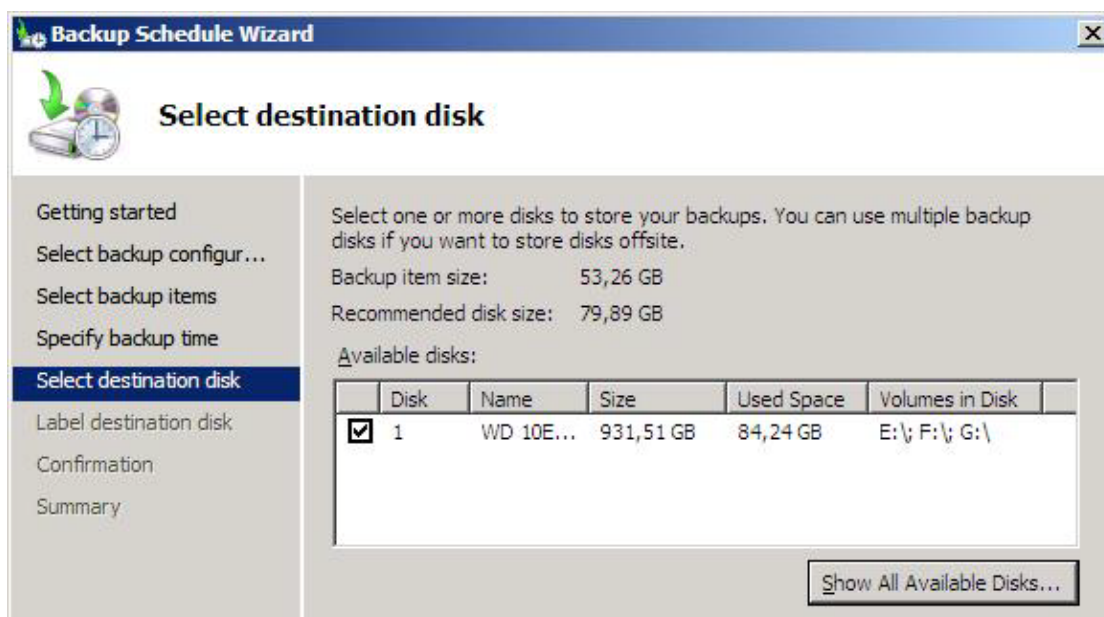 Backup Schedule Wizard
Select destination disk
Getting started
Select backup configur...
Select backup items
Specify backup time
Select destination disk
Label destination disk
Confirmation
Summary
Select one or more disks to store your backups. You can use multiple backup
disks if you want to store disks offsite.
Backup item size: 53,26 GB
Recommended disk size: 79,89 GB
Available disks:
Disk Name Size Used Space Volumes in Disk
1 WD 10E... 931,51 GB 84,24 GB E:\; F:\; G:\
Show All Available Disks...